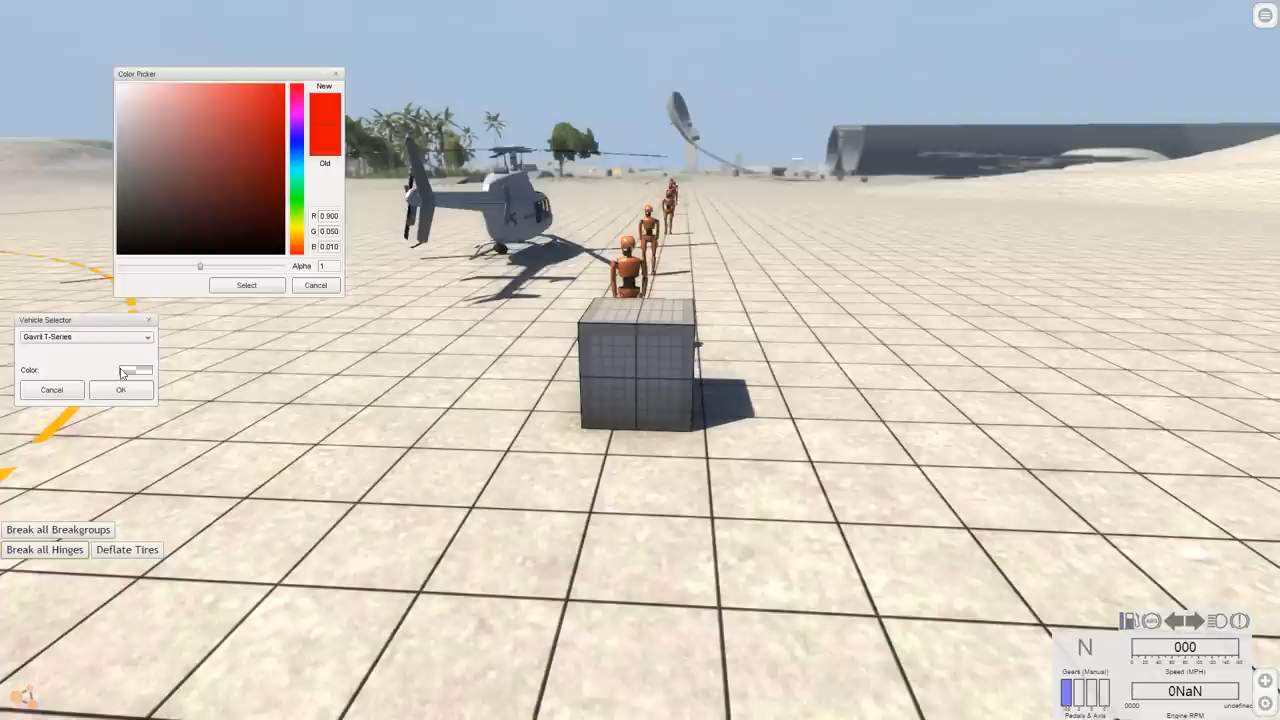 Color Picker
New
Old
R 0.900
G 0.050
B 0.010
Alpha 1
Select Cancel
Vehicle Selector
Gavril T-Series
Color:
Cancel OK
Break all Breakgroups
Break all Hinges Deflate Tires
N
000
Gears (Manual)
Speed (MPH)
0NaN
0000 undefined
Pedals & Axis
Engine RPM